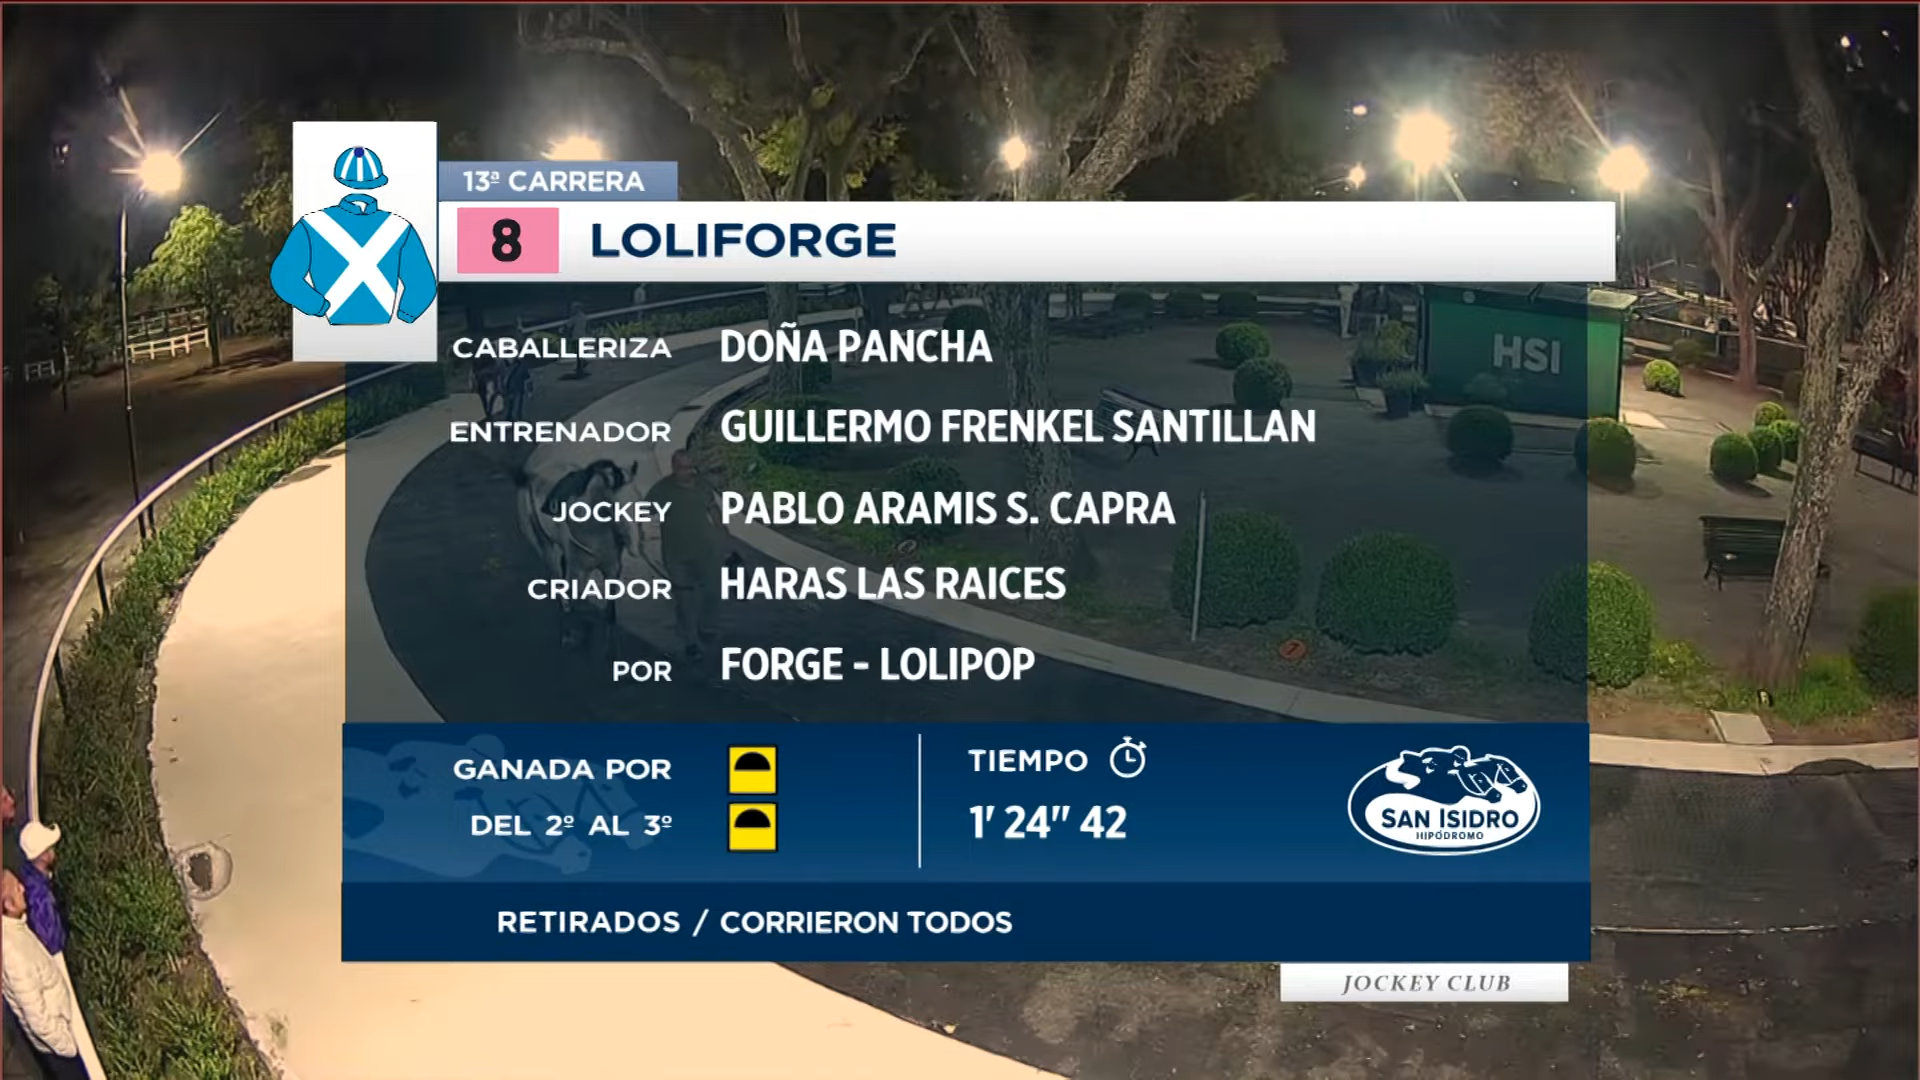 13ª CARRERA
8 LOLIFORGE
CABALLERIZA DOÑA PANCHA
ENTRENADOR GUILLERMO FRENKEL SANTILLAN
JOCKEY PABLO ARAMIS S. CAPRA
CRIADOR HARAS LAS RAICES
POR FORGE - LOLIPOP
HSI
GANADA POR
DEL 2º AL 3º
TIEMPO
1' 24" 42
SAN ISIDRO
HIPÓDROMO
RETIRADOS / CORRIERON TODOS
JOCKEY CLUB